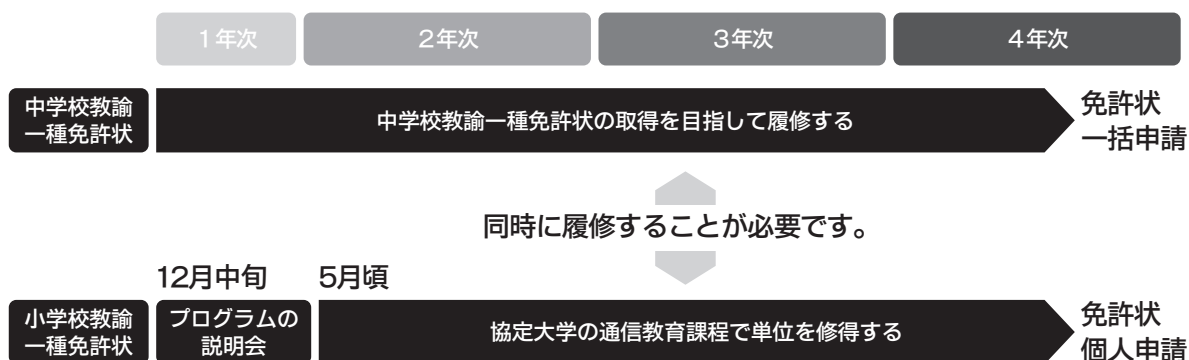 1年次
2年次
3年次
4年次
中学校教諭
一種免許状
中学校教諭一種免許状の取得を目指して履修する
免許状
一括申請
同時に履修することが必要です。
12月中旬
5月頃
小学校教諭
一種免許状
プログラムの
説明会
協定大学の通信教育課程で単位を修得する
免許状
個人申請